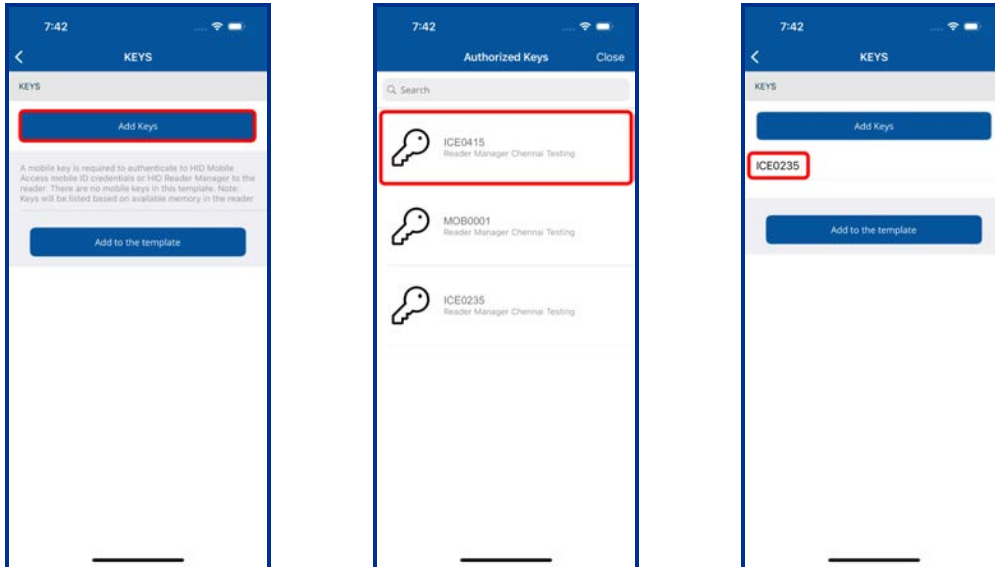 7:42
KEYS
KEYS
Add Keys
A mobile key is required to authenticate to HID Mobile
Access mobile ID credentials or HID Reader Manager to the
reader. There are no mobile keys in this template. Note:
Keys will be listed based on available memory in the reader
Add to the template
7:42
Authorized Keys Close
Search
ICE0415
Reader Manager Chennai Testing
MOB0001
Reader Manager Chennai Testing
ICE0235
Reader Manager Chennai Testing
7:42
KEYS
KEYS
Add Keys
ICE0235
Add to the template